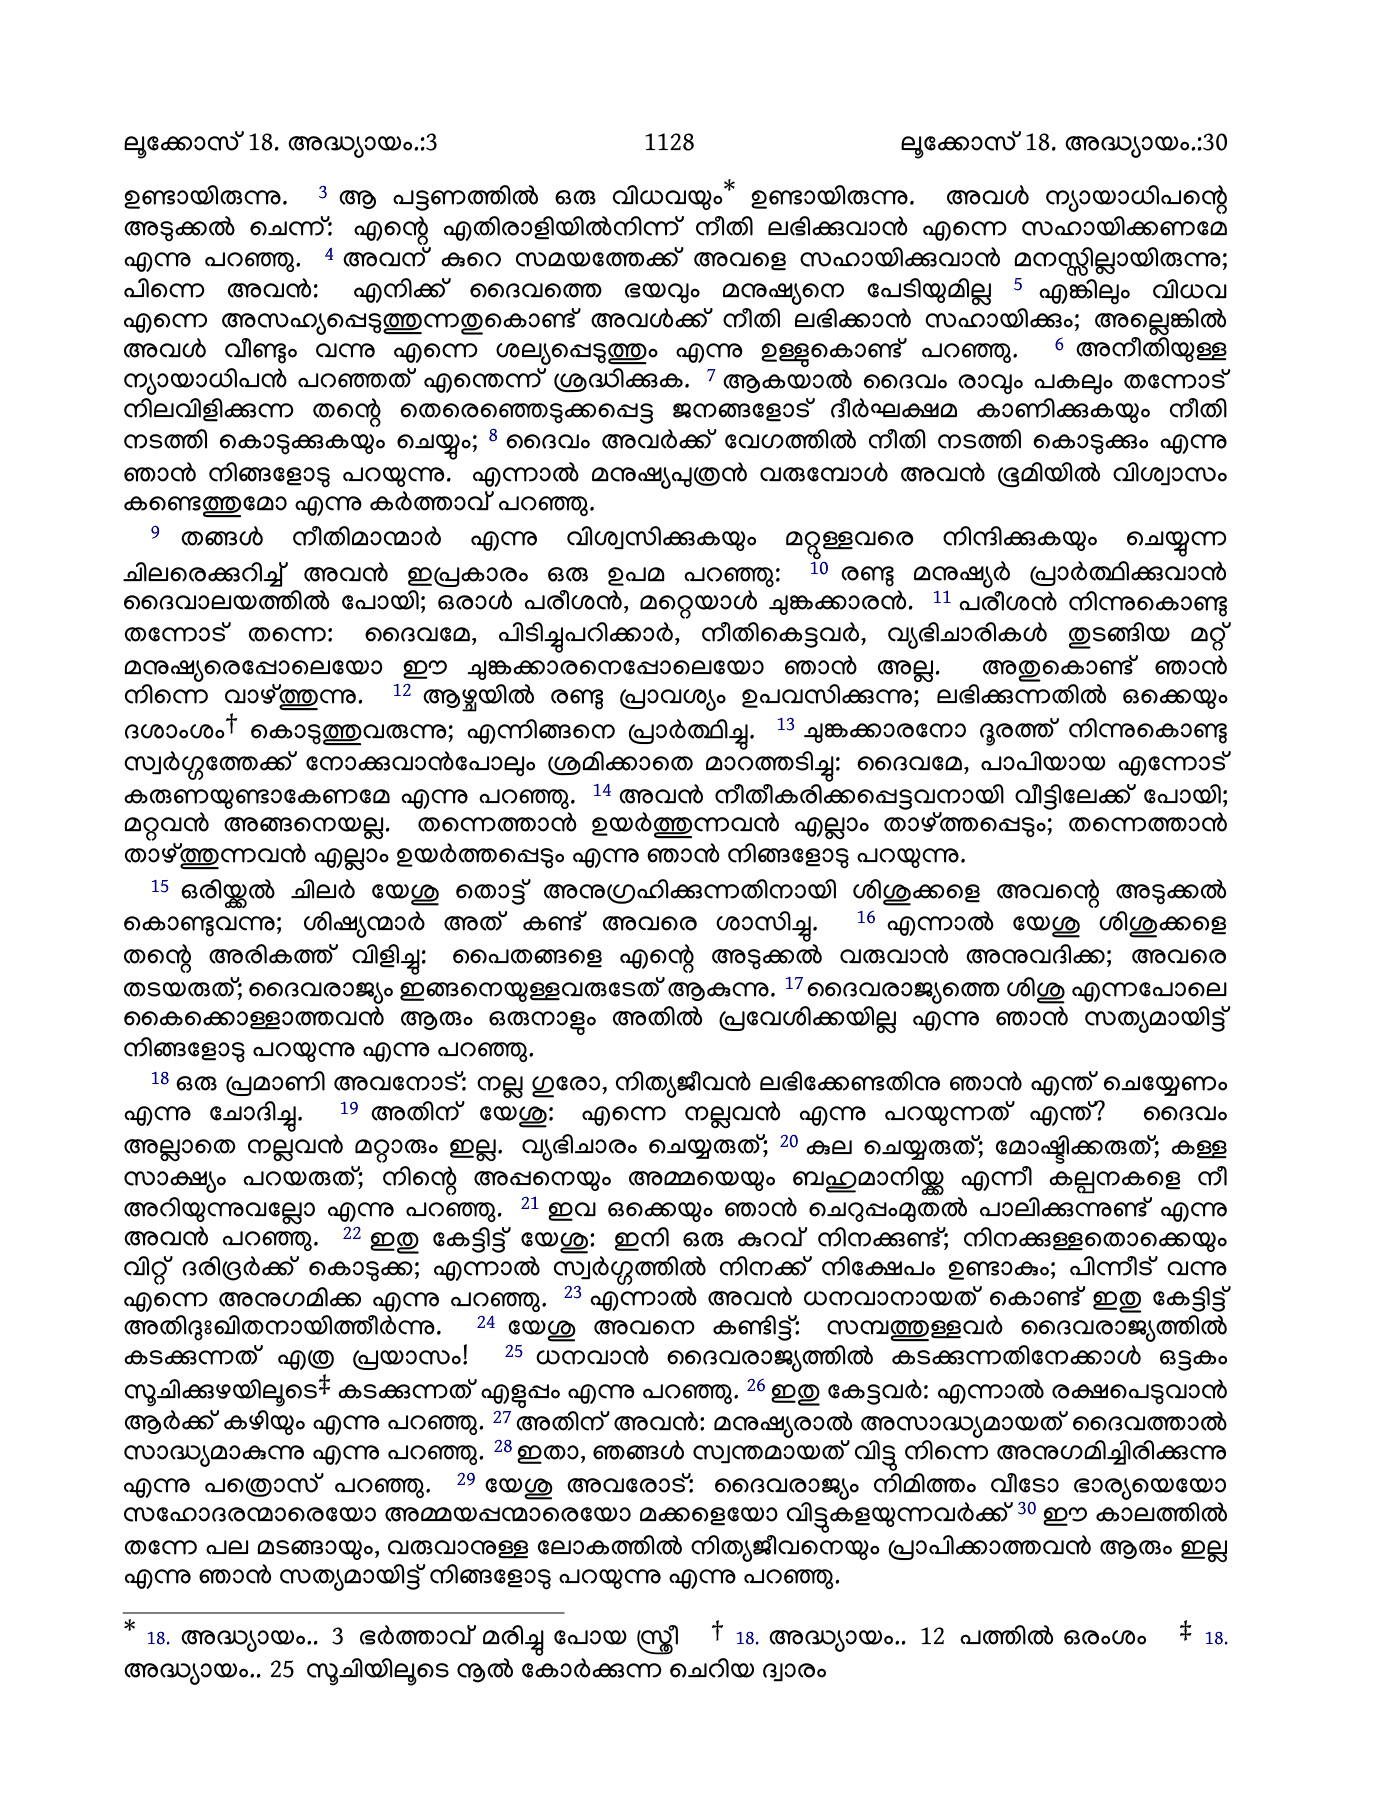 ലൂക്കോസ് 18. അദ്ധ്യായം.:3 1128 ലൂക്കോസ് 18. അദ്ധ്യായം.:30
ഉണ്ടായിരുന്നു. 3 ആ പട്ടണത്തിൽ ഒരു വിധവയും* ഉണ്ടായിരുന്നു. അവൾ ന്യായാധിപന്റെ
അടുക്കൽ ചെന്ന്: എന്റെ എതിരാളിയിൽനിന്ന് നീതി ലഭിക്കുവാൻ എന്നെ സഹായിക്കണമേ
എന്നു പറഞ്ഞു. 4 അവന് കുറെ സമയത്തേക്ക് അവളെ സഹായിക്കുവാൻ മനസ്സില്ലായിരുന്നു;
പിന്നെ അവൻ: എനിക്ക് ദൈവത്തെ ഭയവും മനുഷ്യനെ പേടിയുമില്ല 5 എങ്കിലും വിധവ
എന്നെ അസഹ്യപ്പെടുത്തുന്നതുകൊണ്ട് അവൾക്ക് നീതി ലഭിക്കാൻ സഹായിക്കും; അല്ലെങ്കിൽ
അവൾ വീണ്ടും വന്നു എന്നെ ശല്യപ്പെടുത്തും എന്നു ഉള്ളുകൊണ്ട് പറഞ്ഞു. 6 അനീതിയുള്ള
ന്യായാധിപൻ പറഞ്ഞത് എന്തെന്ന് ശ്രദ്ധിക്കുക. 7 ആകയാൽ ദൈവം രാവും പകലും തന്നോട്
നിലവിളിക്കുന്ന തന്റെ തെരെഞ്ഞെടുക്കപ്പെട്ട ജനങ്ങളോട് ദീർഘക്ഷമ കാണിക്കുകയും നീതി
നടത്തി കൊടുക്കുകയും ചെയ്യും; 8 ദൈവം അവർക്ക് വേഗത്തിൽ നീതി നടത്തി കൊടുക്കും എന്നു
ഞാൻ നിങ്ങളോടു പറയുന്നു. എന്നാൽ മനുഷ്യപുത്രൻ വരുമ്പോൾ അവൻ ഭൂമിയിൽ വിശ്വാസം
കണ്ടെത്തുമോ എന്നു കർത്താവ് പറഞ്ഞു.
9 തങ്ങൾ നീതിമാന്മാർ എന്നു വിശ്വസിക്കുകയും മറ്റുള്ളവരെ നിന്ദിക്കുകയും ചെയ്യുന്ന
ചിലരെക്കുറിച്ച് അവൻ ഇപ്രകാരം ഒരു ഉപമ പറഞ്ഞു: 10 രണ്ടു മനുഷ്യർ പ്രാർത്ഥിക്കുവാൻ
ദൈവാലയത്തിൽ പോയി; ഒരാൾ പരീശൻ, മറ്റെയാൾ ചുങ്കക്കാരൻ. 11 പരീശൻ നിന്നുകൊണ്ടു
തന്നോട് തന്നെ: ദൈവമേ, പിടിച്ചുപറിക്കാർ, നീതികെട്ടവർ, വ്യഭിചാരികൾ തുടങ്ങിയ മറ്റ്
മനുഷ്യരെപ്പോലെയോ ഈ ചുങ്കക്കാരനെപ്പോലെയോ ഞാൻ അല്ല. അതുകൊണ്ട് ഞാൻ
നിന്നെ വാഴ്ത്തുന്നു. 12 ആഴ്ചയിൽ രണ്ടു പ്രാവശ്യം ഉപവസിക്കുന്നു; ലഭിക്കുന്നതിൽ ഒക്കെയും
ദശാംശം† കൊടുത്തുവരുന്നു; എന്നിങ്ങനെ പ്രാർത്ഥിച്ചു. 13 ചുങ്കക്കാരനോ ദൂരത്ത് നിന്നുകൊണ്ടു
സ്വർഗ്ഗത്തേക്ക് നോക്കുവാൻപോലും ശ്രമിക്കാതെ മാറത്തടിച്ചു: ദൈവമേ, പാപിയായ എന്നോട്
കരുണയുണ്ടാകേണമേ എന്നു പറഞ്ഞു. 14 അവൻ നീതീകരിക്കപ്പെട്ടവനായി വീട്ടിലേക്ക് പോയി;
മറ്റവൻ അങ്ങനെയല്ല. തന്നെത്താൻ ഉയർത്തുന്നവൻ എല്ലാം താഴ്ത്തപ്പെടും; തന്നെത്താൻ
താഴ്ത്തുന്നവൻ എല്ലാം ഉയർത്തപ്പെടും എന്നു ഞാൻ നിങ്ങളോടു പറയുന്നു.
15 ഒരിയ്ക്കൽ ചിലർ യേശു തൊട്ട് അനുഗ്രഹിക്കുന്നതിനായി ശിശുക്കളെ അവന്റെ അടുക്കൽ
കൊണ്ടുവന്നു; ശിഷ്യന്മാർ അത് കണ്ട് അവരെ ശാസിച്ചു. 16 എന്നാൽ യേശു ശിശുക്കളെ
തന്റെ അരികത്ത് വിളിച്ചു: പൈതങ്ങളെ എന്റെ അടുക്കൽ വരുവാൻ അനുവദിക്ക; അവരെ
തടയരുത്; ദൈവരാജ്യം ഇങ്ങനെയുള്ളവരുടേത് ആകുന്നു. 17 ദൈവരാജ്യത്തെ ശിശു എന്നപോലെ
കൈക്കൊള്ളാത്തവൻ ആരും ഒരുനാളും അതിൽ പ്രവേശിക്കയില്ല എന്നു ഞാൻ സത്യമായിട്ട്
നിങ്ങളോടു പറയുന്നു എന്നു പറഞ്ഞു.
18 ഒരു പ്രമാണി അവനോട്: നല്ല ഗുരോ, നിത്യജീവൻ ലഭിക്കേണ്ടതിനു ഞാൻ എന്ത് ചെയ്യേണം
എന്നു ചോദിച്ചു. 19 അതിന് യേശു: എന്നെ നല്ലവൻ എന്നു പറയുന്നത് എന്ത്? ദൈവം
അല്ലാതെ നല്ലവൻ മറ്റാരും ഇല്ല. വ്യഭിചാരം ചെയ്യരുത്; 20 കുല ചെയ്യരുത്; മോഷ്ടിക്കരുത്; കള്ള
സാക്ഷ്യം പറയരുത്; നിന്റെ അപ്പനെയും അമ്മയെയും ബഹുമാനിയ്ക്ക എന്നീ കല്പനകളെ നീ
അറിയുന്നുവല്ലോ എന്നു പറഞ്ഞു. 21 ഇവ ഒക്കെയും ഞാൻ ചെറുപ്പംമുതൽ പാലിക്കുന്നുണ്ട് എന്നു
അവൻ പറഞ്ഞു. 22 ഇതു കേട്ടിട്ട് യേശു: ഇനി ഒരു കുറവ് നിനക്കുണ്ട്; നിനക്കുള്ളതൊക്കെയും
വിറ്റ് ദരിദ്രർക്ക് കൊടുക്ക; എന്നാൽ സ്വർഗ്ഗത്തിൽ നിനക്ക് നിക്ഷേപം ഉണ്ടാകും; പിന്നീട് വന്നു
എന്നെ അനുഗമിക്ക എന്നു പറഞ്ഞു. 23 എന്നാൽ അവൻ ധനവാനായത് കൊണ്ട് ഇതു കേട്ടിട്ട്
അതിദുഃഖിതനായിത്തീർന്നു. 24 യേശു അവനെ കണ്ടിട്ട്: സമ്പത്തുള്ളവർ ദൈവരാജ്യത്തിൽ
കടക്കുന്നത് എത്ര പ്രയാസം! 25 ധനവാൻ ദൈവരാജ്യത്തിൽ കടക്കുന്നതിനേക്കാൾ ഒട്ടകം
സൂചിക്കുഴയിലൂടെ‡ കടക്കുന്നത് എളുപ്പം എന്നു പറഞ്ഞു. 26 ഇതു കേട്ടവർ: എന്നാൽ രക്ഷപെടുവാൻ
ആർക്ക് കഴിയും എന്നു പറഞ്ഞു. 27 അതിന് അവൻ: മനുഷ്യരാൽ അസാദ്ധ്യമായത് ദൈവത്താൽ
സാദ്ധ്യമാകുന്നു എന്നു പറഞ്ഞു. 28 ഇതാ, ഞങ്ങൾ സ്വന്തമായത് വിട്ടു നിന്നെ അനുഗമിച്ചിരിക്കുന്നു
എന്നു പത്രൊസ് പറഞ്ഞു. 29 യേശു അവരോട്: ദൈവരാജ്യം നിമിത്തം വീടോ ഭാര്യയെയോ
സഹോദരന്മാരെയോ അമ്മയപ്പന്മാരെയോ മക്കളെയോ വിട്ടുകളയുന്നവർക്ക് 30 ഈ കാലത്തിൽ
തന്നേ പല മടങ്ങായും, വരുവാനുള്ള ലോകത്തിൽ നിത്യജീവനെയും പ്രാപിക്കാത്തവൻ ആരും ഇല്ല
എന്നു ഞാൻ സത്യമായിട്ട് നിങ്ങളോടു പറയുന്നു എന്നു പറഞ്ഞു.
* 18. അദ്ധ്യായം.. 3 ഭർത്താവ് മരിച്ചു പോയ സ്ത്രീ † 18. അദ്ധ്യായം.. 12 പത്തിൽ ഒരംശം ‡ 18.
അദ്ധ്യായം.. 25 സൂചിയിലൂടെ നൂൽ കോർക്കുന്ന ചെറിയ ദ്വാരം